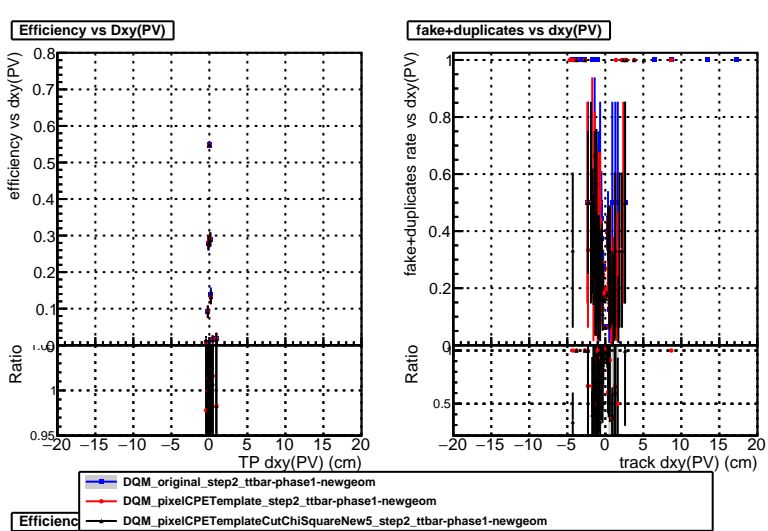 Efficiency vs Dxy(PV)
fake+duplicates vs dxy(PV)
efficiency vs dxy(PV)
0.8
0.7
0.6
0.5
0.4
0.3
0.2
0.1
Ratio
1
0.95
−20 −15 −10 −5 0 5 10 15 20
TP dxy(PV) (cm)
fake+duplicates rate vs dxy(PV)
1
0.8
0.6
0.4
0.2
0
Ratio
1
0.5
−20 −15 −10 −5 0 5 10 15 20
track dxy(PV) (cm)
DQM_original_step2_ttbar-phase1-newgeom
DQM_pixelCPETemplate_step2_ttbar-phase1-newgeom
DQM_pixelCPETemplateCutChiSquareNew5_step2_ttbar-phase1-newgeom
Efficienc